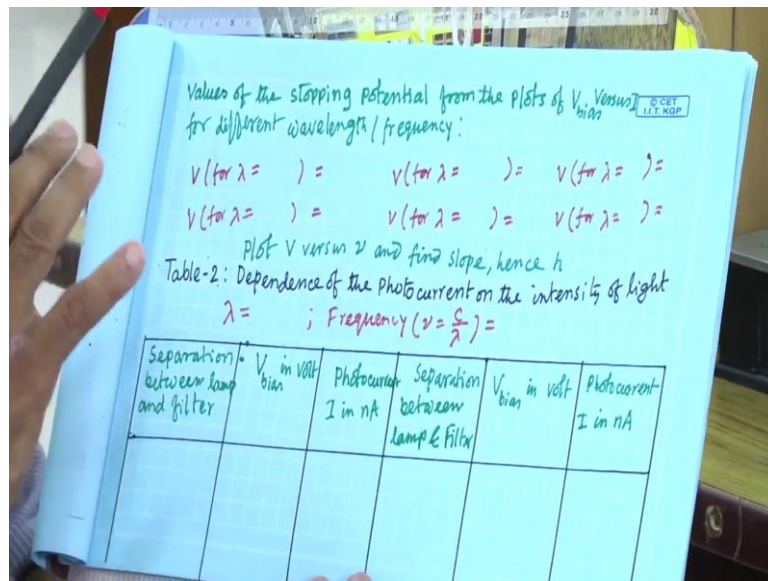 Values of the stopping potential from the plots of V_bias Versus I
© CET
I.I.T. KGP
for different wavelength / frequency :
V (for λ = ) = V (for λ = ) = V (for λ = ) =
V (for λ = ) = V (for λ = ) = V (for λ = ) =
Plot V versus ν and find slope, hence h
Table-2 : Dependence of the photocurrent on the intensity of light
λ = ; Frequency (ν = c/λ) =
Separation between lamp and filter
V_bias in volt
Photocurrent I in nA
Separation between lamp & Filter
V_bias in volt
Photocurrent I in nA